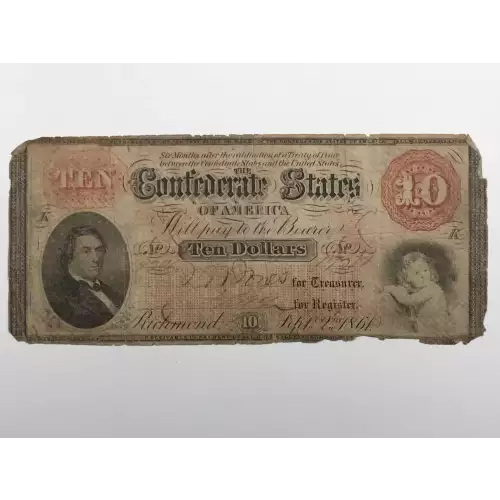 Six Months after the ratification of a Treaty of Peace
between the Confederate States and the United States,
THE
TEN Confederate States 10
OF AMERICA
Will pay to the Bearer
No Ten Dollars No
for Treasurer.
for Register.
Richmond 10 Sept. 2, 1861
K